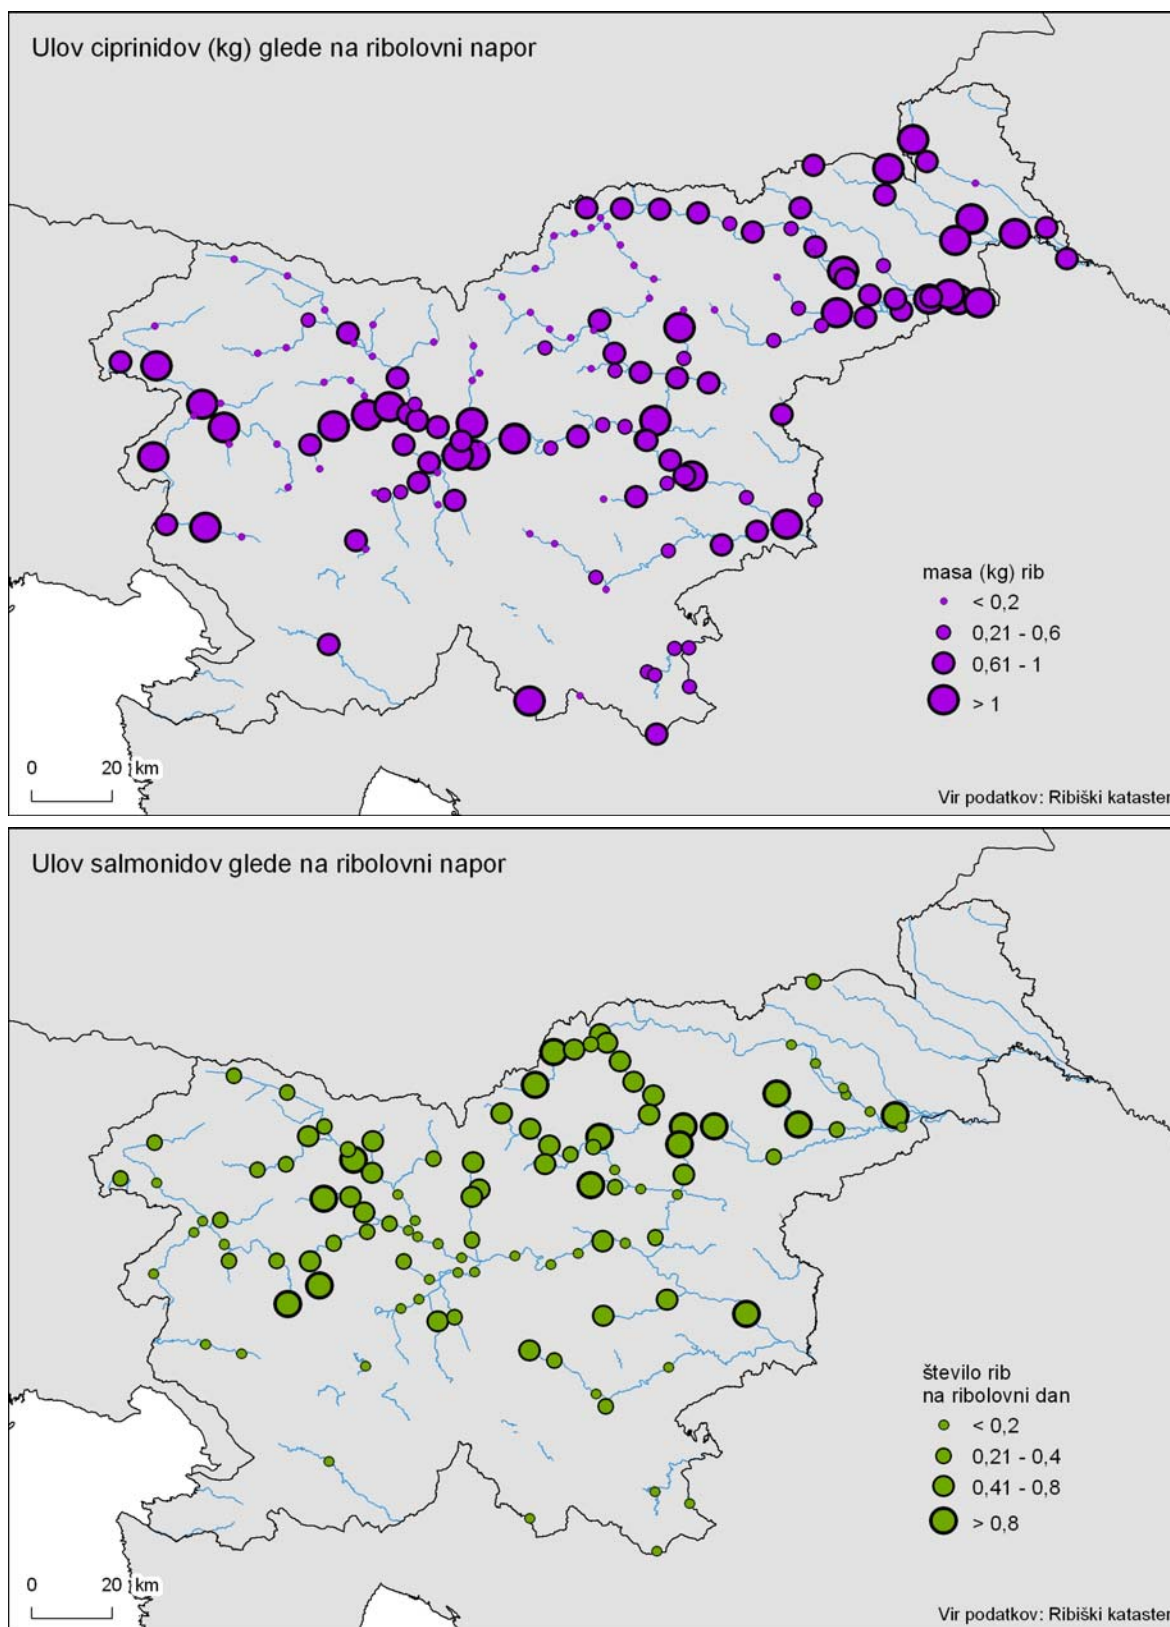 Ulov ciprinidov (kg) glede na ribolovni napor
masa (kg) rib
< 0,2
0,21 - 0,6
0,61 - 1
> 1
0 20 km
Vir podatkov: Ribiški kataster
Ulov salmonidov glede na ribolovni napor
število rib
na ribolovni dan
< 0,2
0,21 - 0,4
0,41 - 0,8
> 0,8
0 20 km
Vir podatkov: Ribiški kataster